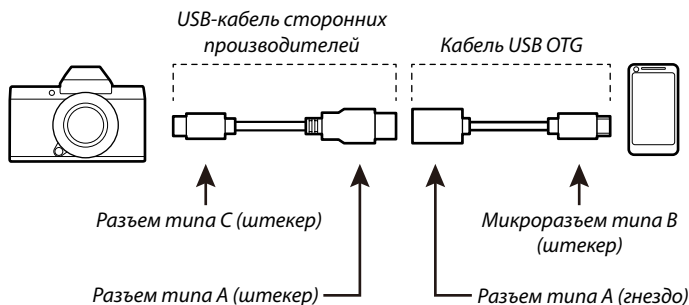 USB-кабель сторонних
производителей
Кабель USB OTG
Разъем типа C (штекер)
Микроразъем типа B
(штекер)
Разъем типа A (штекер)
Разъем типа A (гнездо)